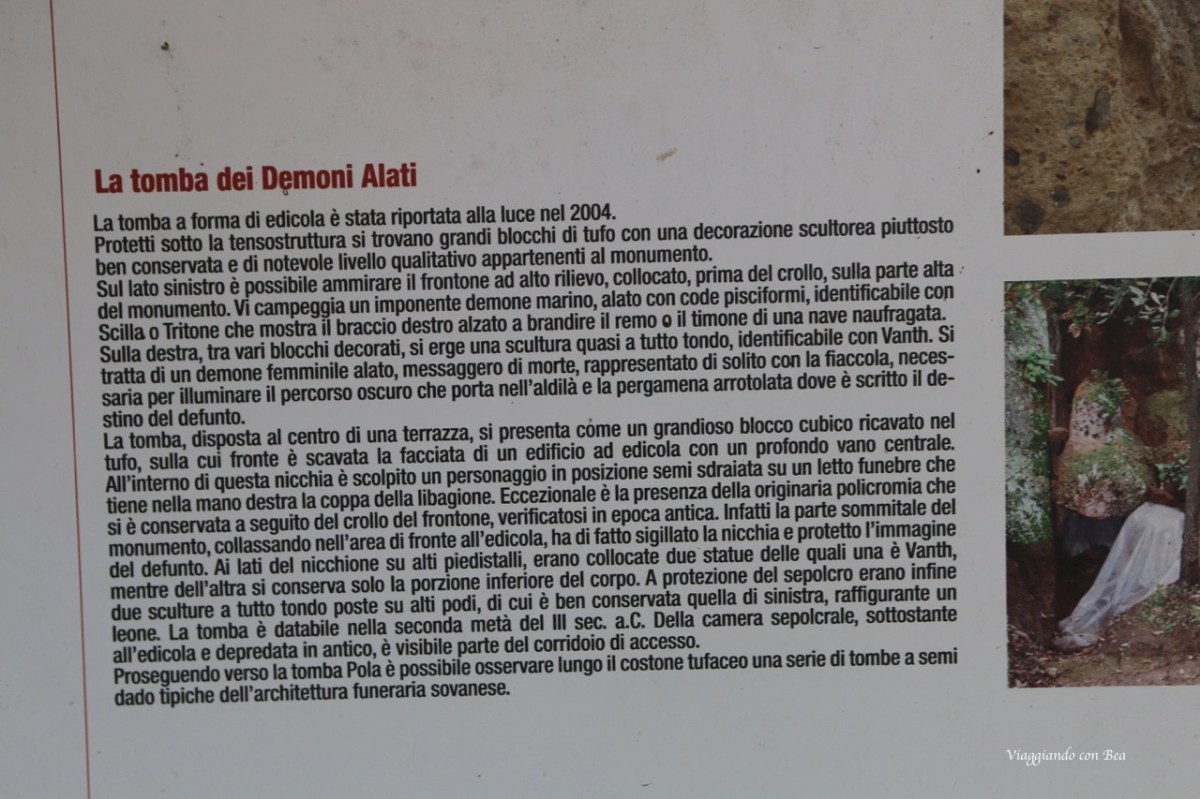 La tomba dei Demoni Alati
La tomba a forma di edicola è stata riportata alla luce nel 2004.
Protetti sotto la tensostruttura si trovano grandi blocchi di tufo con una decorazione scultorea piuttosto
ben conservata e di notevole livello qualitativo appartenenti al monumento.
Sul lato sinistro è possibile ammirare il frontone ad alto rilievo, collocato, prima del crollo, sulla parte alta
del monumento. Vi campeggia un imponente demone marino, alato con code pisciformi, identificabile con
Scilla o Tritone che mostra il braccio destro alzato a brandire il remo o il timone di una nave naufragata.
Sulla destra, tra vari blocchi decorati, si erge una scultura quasi a tutto tondo, identificabile con Vanth. Si
tratta di un demone femminile alato, messaggero di morte, rappresentato di solito con la fiaccola, neces-
saria per illuminare il percorso oscuro che porta nell'aldilà e la pergamena arrotolata dove è scritto il de-
stino del defunto.
La tomba, disposta al centro di una terrazza, si presenta come un grandioso blocco cubico ricavato nel
tufo, sulla cui fronte è scavata la facciata di un edificio ad edicola con un profondo vano centrale.
All'interno di questa nicchia è scolpito un personaggio in posizione semi sdraiata su un letto funebre che
tiene nella mano destra la coppa della libagione. Eccezionale è la presenza della originaria policromia che
si è conservata a seguito del crollo del frontone, verificatosi in epoca antica. Infatti la parte sommitale del
monumento, collassando nell'area di fronte all'edicola, ha di fatto sigillato la nicchia e protetto l'immagine
del defunto. Ai lati del nicchione su alti piedistalli, erano collocate due statue delle quali una è Vanth,
mentre dell'altra si conserva solo la porzione inferiore del corpo. A protezione del sepolcro erano infine
due sculture a tutto tondo poste su alti podi, di cui è ben conservata quella di sinistra, raffigurante un
leone. La tomba è databile nella seconda metà del III sec. a.C. Della camera sepolcrale, sottostante
all'edicola e depredata in antico, è visibile parte del corridoio di accesso.
Proseguendo verso la tomba Pola è possibile osservare lungo il costone tufaceo una serie di tombe a semi
dado tipiche dell'architettura funeraria sovanese.
Viaggiando con Bea